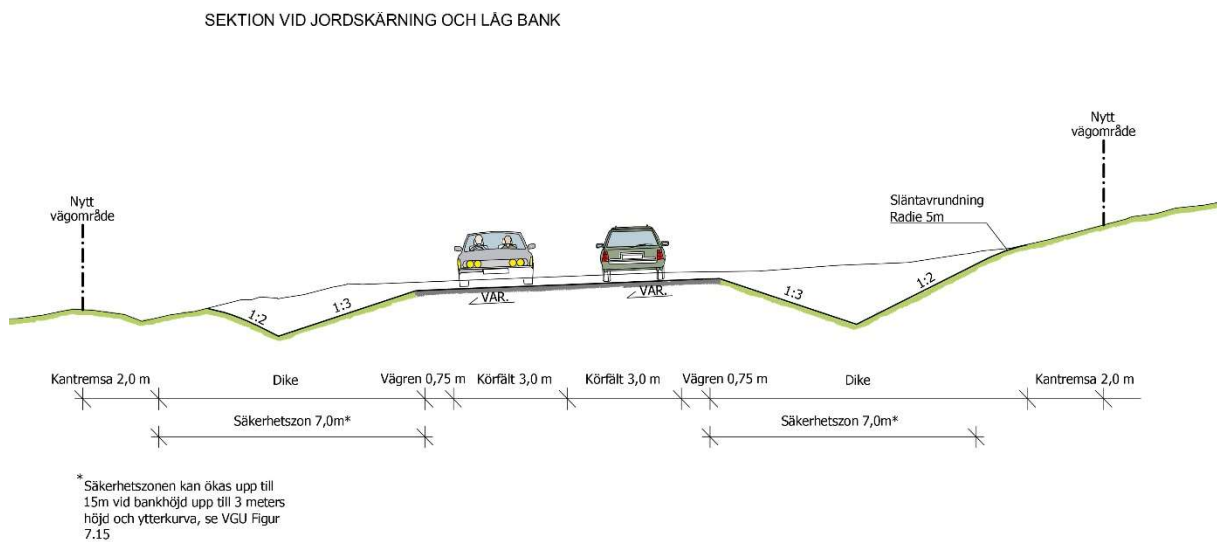 SEKTION VID JORDSKÄRNING OCH LÅG BANK
Nytt
vägområde
Nytt
vägområde
Släntavrundning
Radie 5m
1:2
1:3
VAR.
VAR.
1:3
1:2
Kantremsa 2,0 m
Dike
Vägren 0,75 m
Körfält 3,0 m
Körfält 3,0 m
Vägren 0,75 m
Dike
Kantremsa 2,0 m
Säkerhetszon 7,0m*
Säkerhetszon 7,0m*
* Säkerhetszonen kan ökas upp till
15m vid bankhöjd upp till 3 meters
höjd och ytterkurva, se VGU Figur
7.15